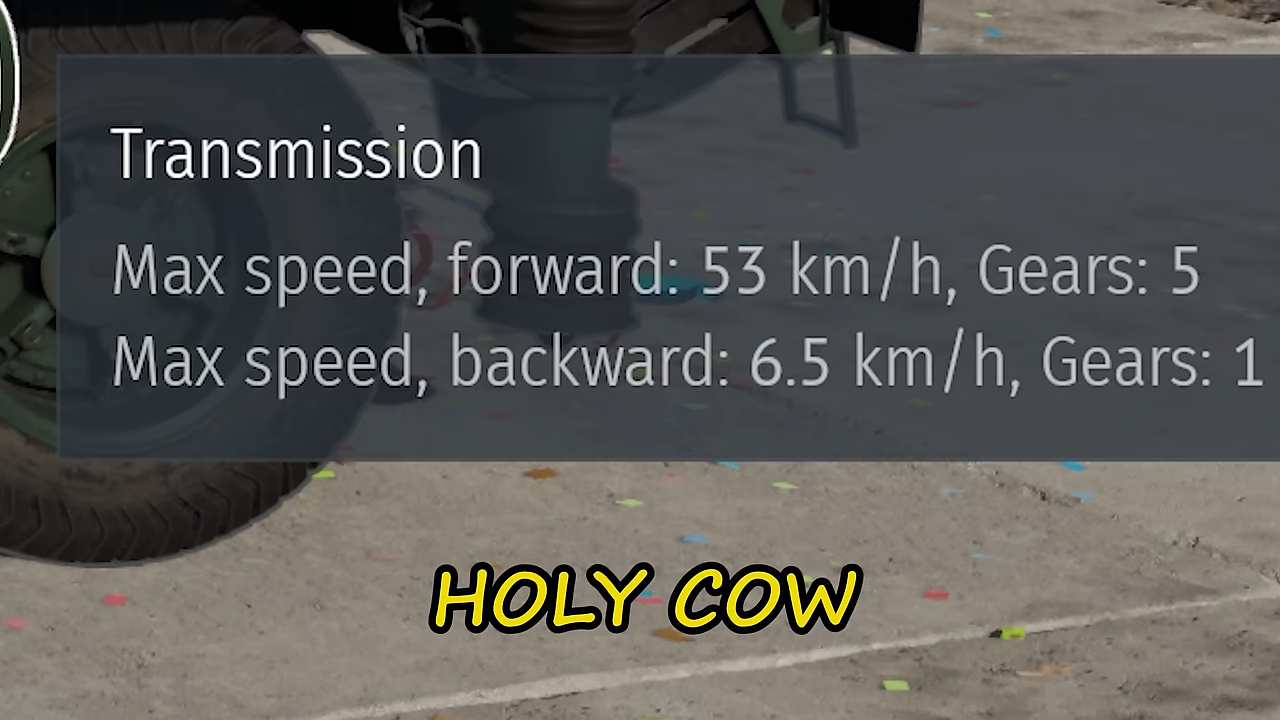 Transmission
Max speed, forward: 53 km/h, Gears: 5
Max speed, backward: 6.5 km/h, Gears: 1
HOLY COW